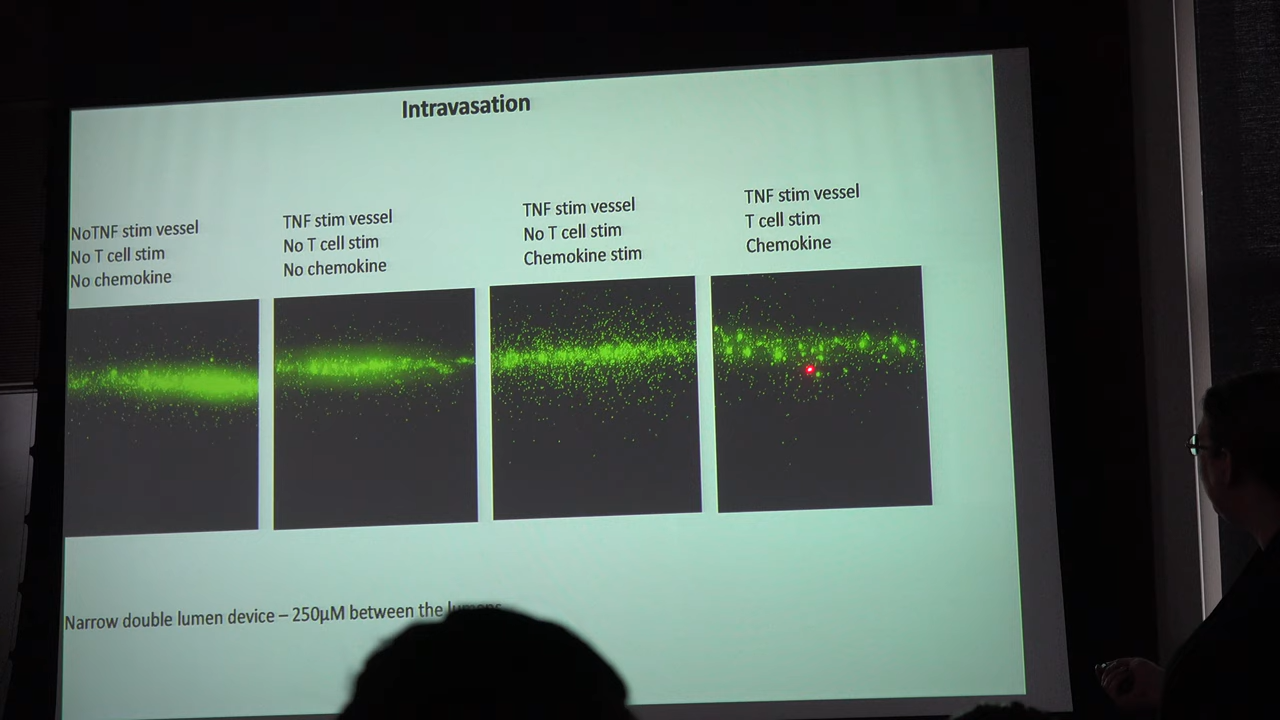 Intravasation
NoTNF stim vessel
No T cell stim
No chemokine
TNF stim vessel
No T cell stim
No chemokine
TNF stim vessel
No T cell stim
Chemokine stim
TNF stim vessel
T cell stim
Chemokine
Narrow double lumen device – 250µM between the lumens